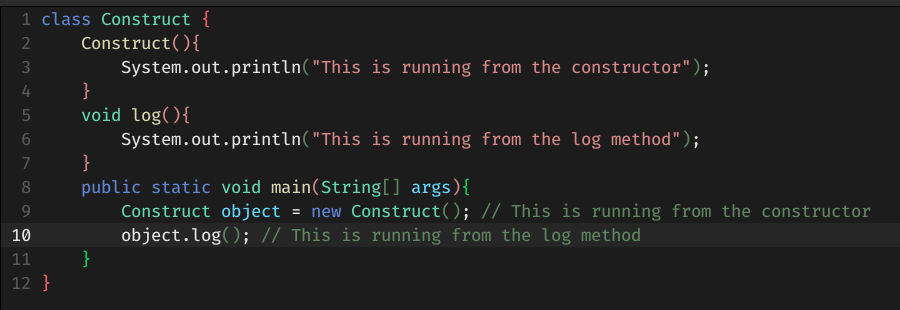 1 class Construct {
2     Construct(){
3         System.out.println("This is running from the constructor");
4     }
5     void log(){
6         System.out.println("This is running from the log method");
7     }
8     public static void main(String[] args){
9         Construct object = new Construct(); // This is running from the constructor
10         object.log(); // This is running from the log method
11     }
12 }